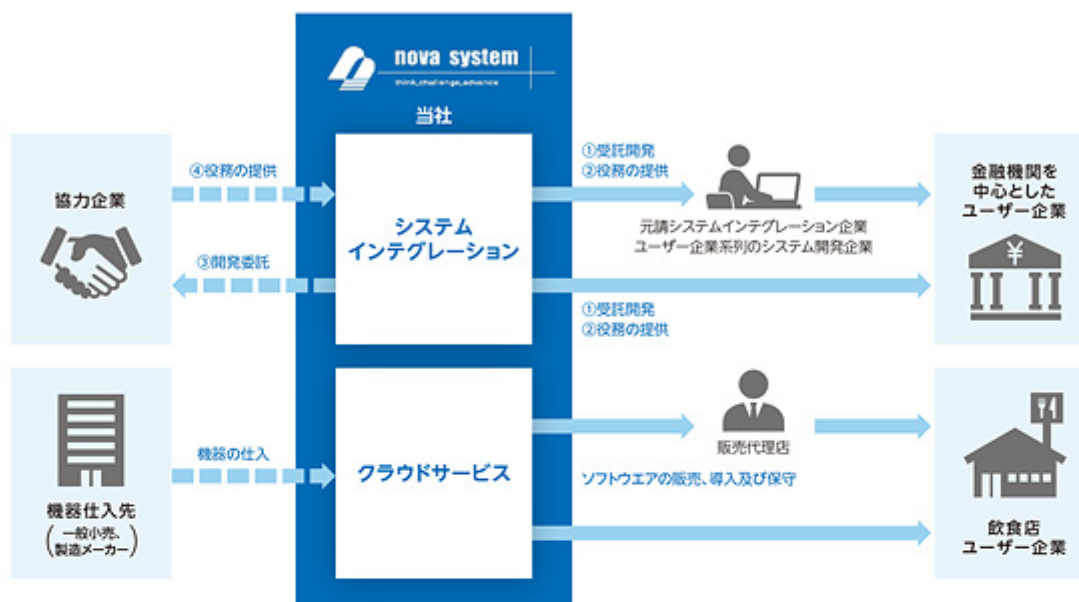 nova system
think,challenge,advance
当社
協力企業
④役務の提供
③開発委託
システム
インテグレーション
①受託開発
②役務の提供
元請システムインテグレーション企業
ユーザー企業系列のシステム開発企業
①受託開発
②役務の提供
金融機関を
中心とした
ユーザー企業
¥
機器仕入先
(一般小売、
製造メーカー)
機器の仕入
クラウドサービス
販売代理店
ソフトウエアの販売、導入及び保守
飲食店
ユーザー企業